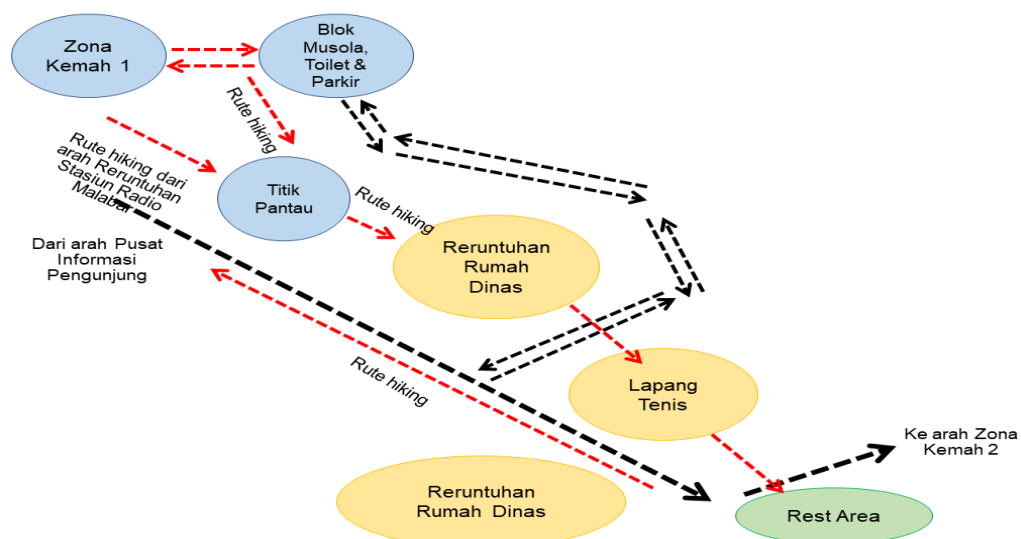 Zona
Kemah 1
Blok
Musola,
Toilet &
Parkir
Rute hiking
Rute hiking dari
arah Reruntuhan
Stasiun Radio
Malabar
Titik
Pantau
Rute hiking
Dari arah Pusat
Informasi
Pengunjung
Reruntuhan
Rumah
Dinas
Rute hiking
Lapang
Tenis
Ke arah Zona
Kemah 2
Reruntuhan
Rumah Dinas
Rest Area